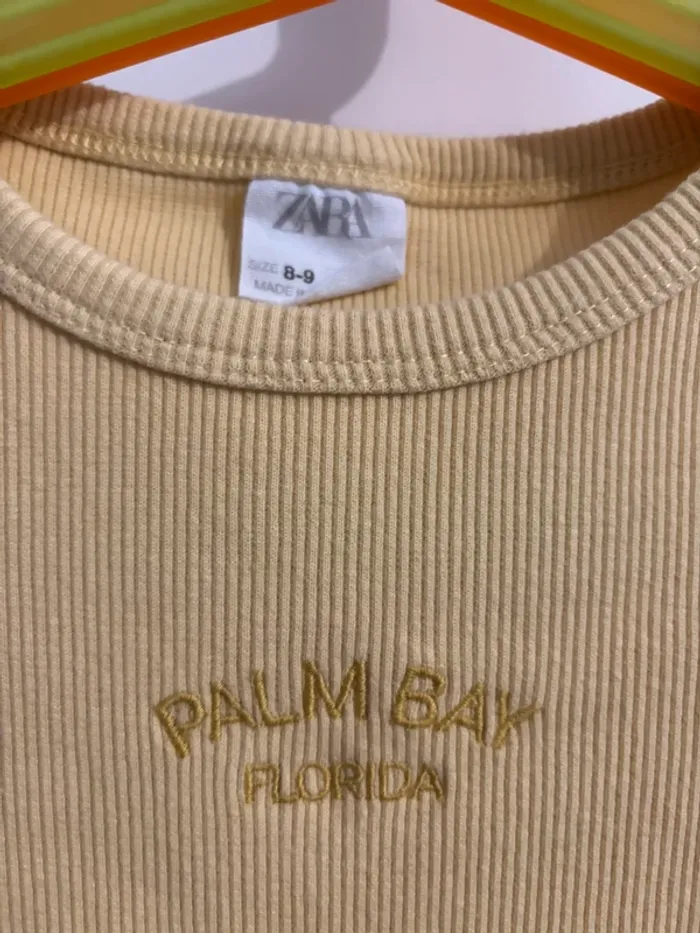 ZARA
SIZE 8-9
MADE I
PALM BAY
FLORIDA